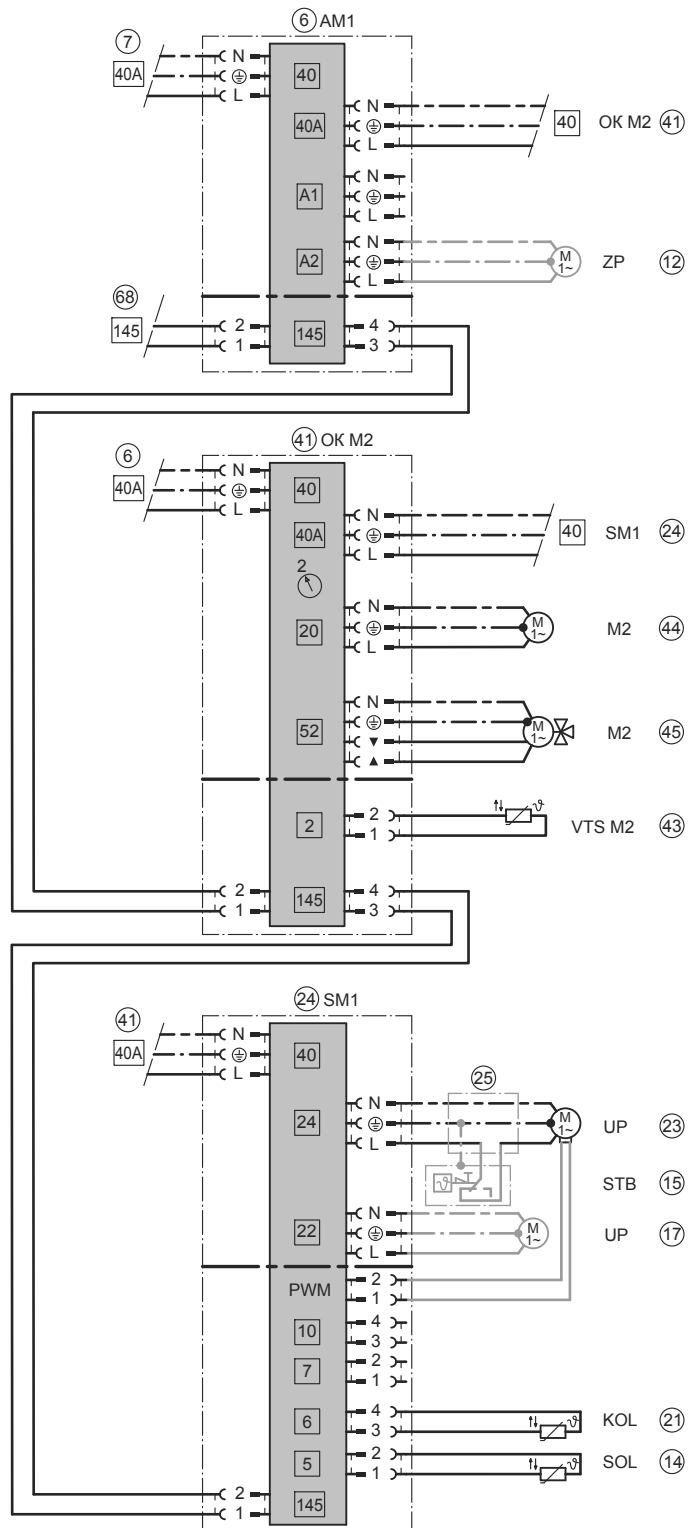 6 AM1
7
N
40A
L
40
N
40A
L
40 OK M2 41
N
A1
L
N
A2
L
M
1~
ZP 12
68
145
2
1
145
4
3
41 OK M2
6
N
40A
L
40
N
40A
L
40 SM1 24
2
N
20
L
M
1~
M2 44
N
52
▼
▲
M
1~
M2 45
2
2
1
ϑ
VTS M2 43
2
1
145
4
3
24 SM1
41
N
40A
L
40
25
N
24
L
M
1~
UP 23
ϑ
STB 15
N
22
L
M
1~
UP 17
PWM
2
1
10
4
3
7
2
1
6
4
3
ϑ
KOL 21
5
2
1
ϑ
SOL 14
2
1
145